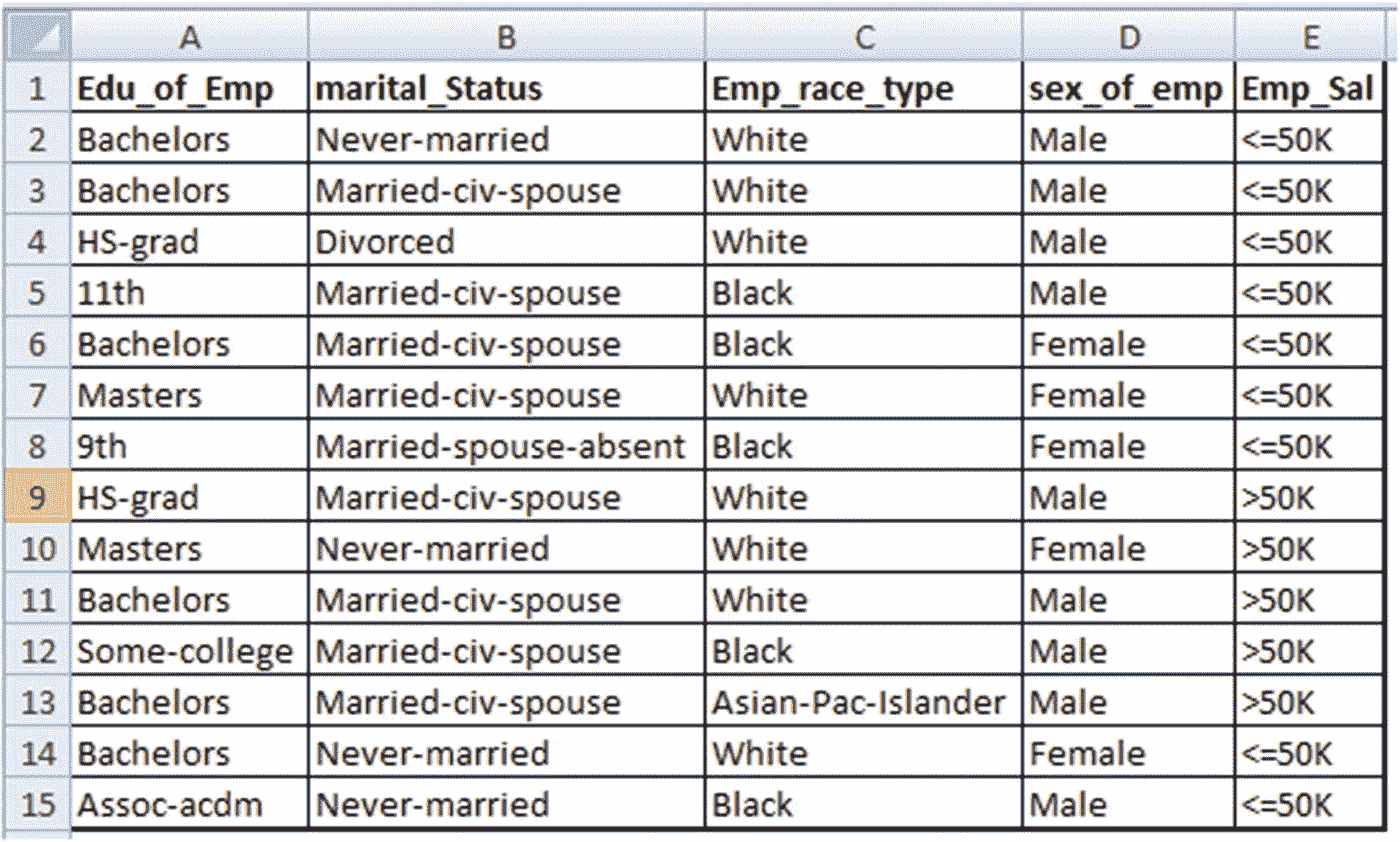 A B C D E
1 Edu_of_Emp marital_Status Emp_race_type sex_of_emp Emp_Sal
2 Bachelors Never-married White Male <=50K
3 Bachelors Married-civ-spouse White Male <=50K
4 HS-grad Divorced White Male <=50K
5 11th Married-civ-spouse Black Male <=50K
6 Bachelors Married-civ-spouse Black Female <=50K
7 Masters Married-civ-spouse White Female <=50K
8 9th Married-spouse-absent Black Female <=50K
9 HS-grad Married-civ-spouse White Male >50K
10 Masters Never-married White Female >50K
11 Bachelors Married-civ-spouse White Male >50K
12 Some-college Married-civ-spouse Black Male >50K
13 Bachelors Married-civ-spouse Asian-Pac-Islander Male >50K
14 Bachelors Never-married White Female <=50K
15 Assoc-acdm Never-married Black Male <=50K